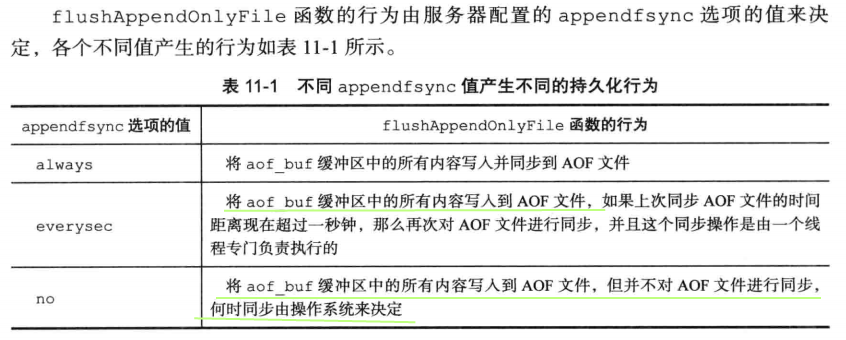 flushAppendOnlyFile 函数的行为由服务器配置的 appendfsync 选项的值来决
定，各个不同值产生的行为如表 11-1 所示。
表 11-1 不同 appendfsync 值产生不同的持久化行为
appendfsync 选项的值 flushAppendOnlyFile 函数的行为
always 将 aof_buf 缓冲区中的所有内容写入并同步到 AOF 文件
将 aof_buf 缓冲区中的所有内容写入到 AOF 文件，如果上次同步 AOF 文件的时间
everysec 距离现在超过一秒钟，那么再次对 AOF 文件进行同步，并且这个同步操作是由一个线
程专门负责执行的
将 aof_buf 缓冲区中的所有内容写入到 AOF 文件，但并不对 AOF 文件进行同步，
no 何时同步由操作系统来决定